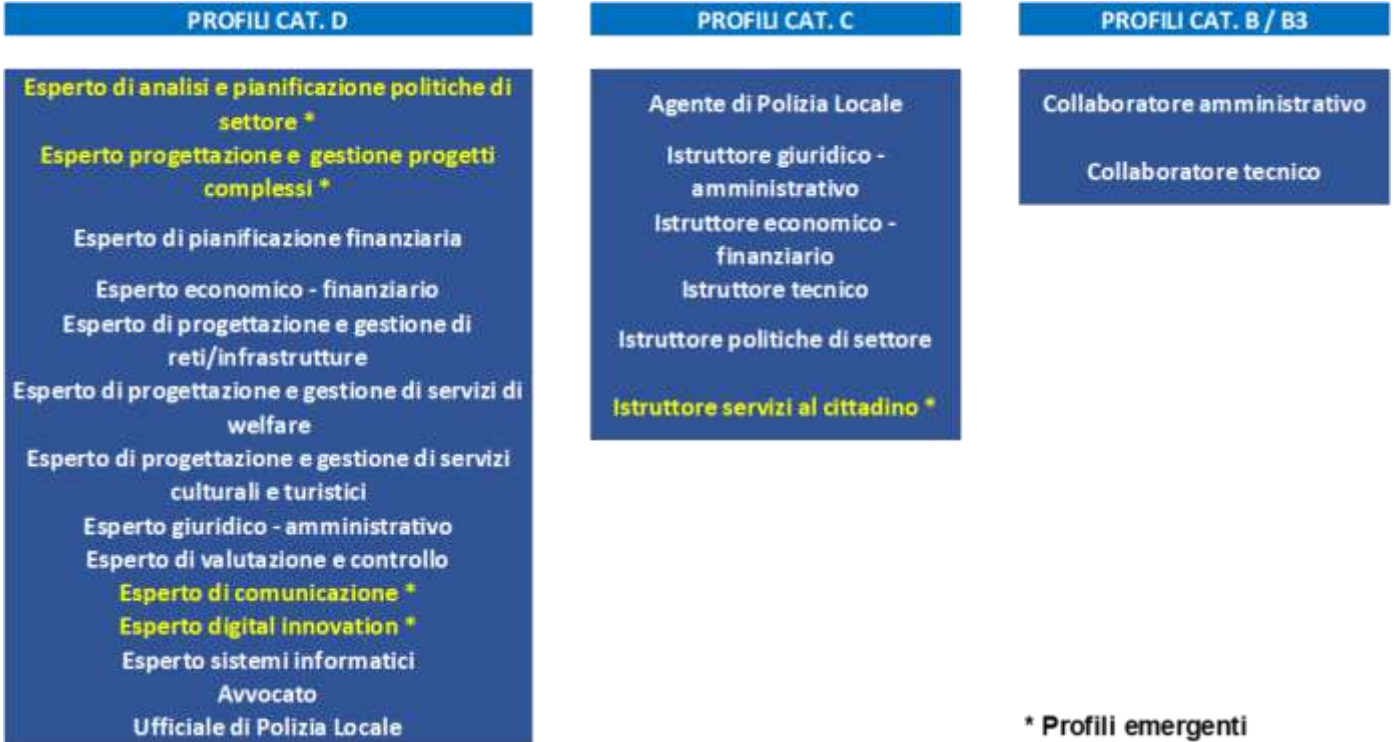 PROFILI CAT. D
Esperto di analisi e pianificazione politiche di
settore *
Esperto progettazione e gestione progetti
complessi *
Esperto di pianificazione finanziaria
Esperto economico - finanziario
Esperto di progettazione e gestione di
reti/infrastrutture
Esperto di progettazione e gestione di servizi di
welfare
Esperto di progettazione e gestione di servizi
culturali e turistici
Esperto giuridico - amministrativo
Esperto di valutazione e controllo
Esperto di comunicazione *
Esperto digital innovation *
Esperto sistemi informatici
Avvocato
Ufficiale di Polizia Locale
PROFILI CAT. C
Agente di Polizia Locale
Istruttore giuridico -
amministrativo
Istruttore economico -
finanziario
Istruttore tecnico
Istruttore politiche di settore
Istruttore servizi al cittadino *
PROFILI CAT. B / B3
Collaboratore amministrativo
Collaboratore tecnico
* Profili emergenti